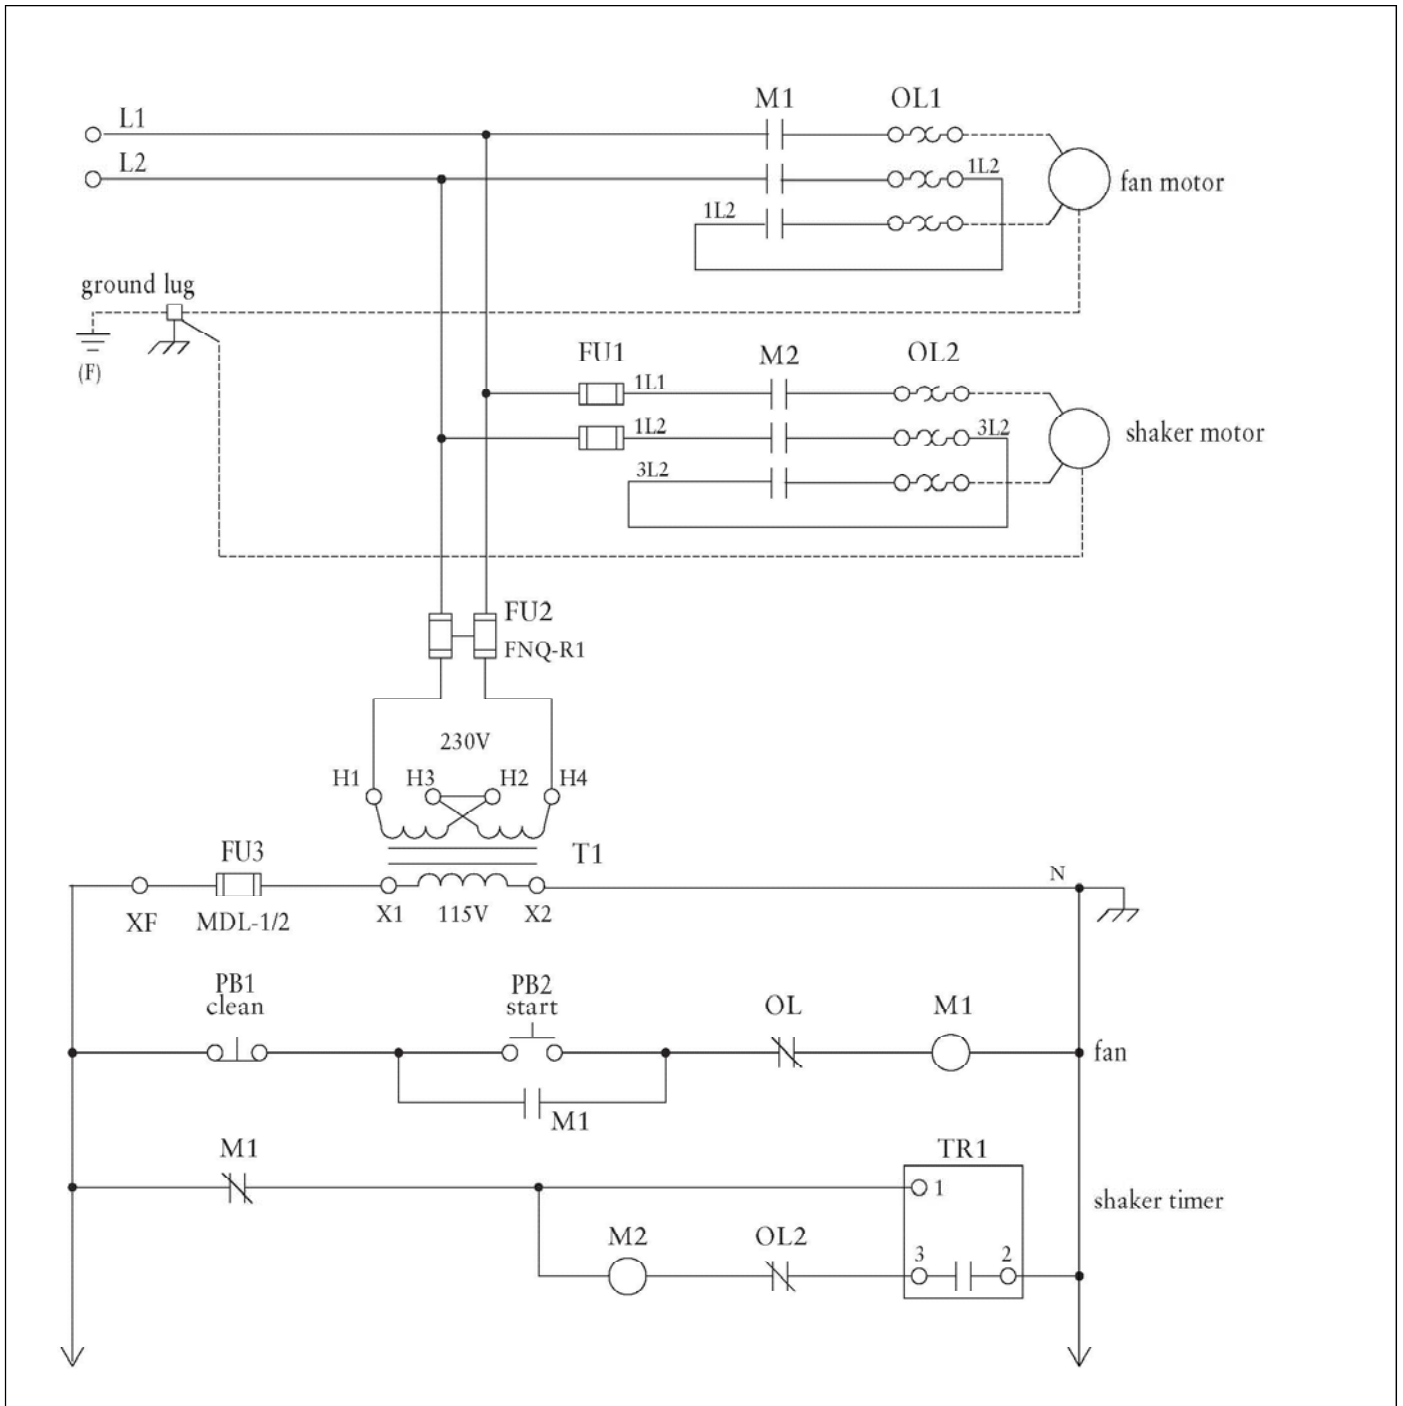 M1 OL1
L1
L2
1L2
fan motor
1L2
ground lug
(F)
FU1 M2 OL2
1L1
1L2
3L2
shaker motor
3L2
FU2
FNQ-R1
230V
H1 H3 H2 H4
T1
FU3
N
XF MDL-1/2 X1 115V X2
PB1
clean
PB2
start
OL M1
fan
M1
M1
TR1
1
shaker timer
M2 OL2
3 2